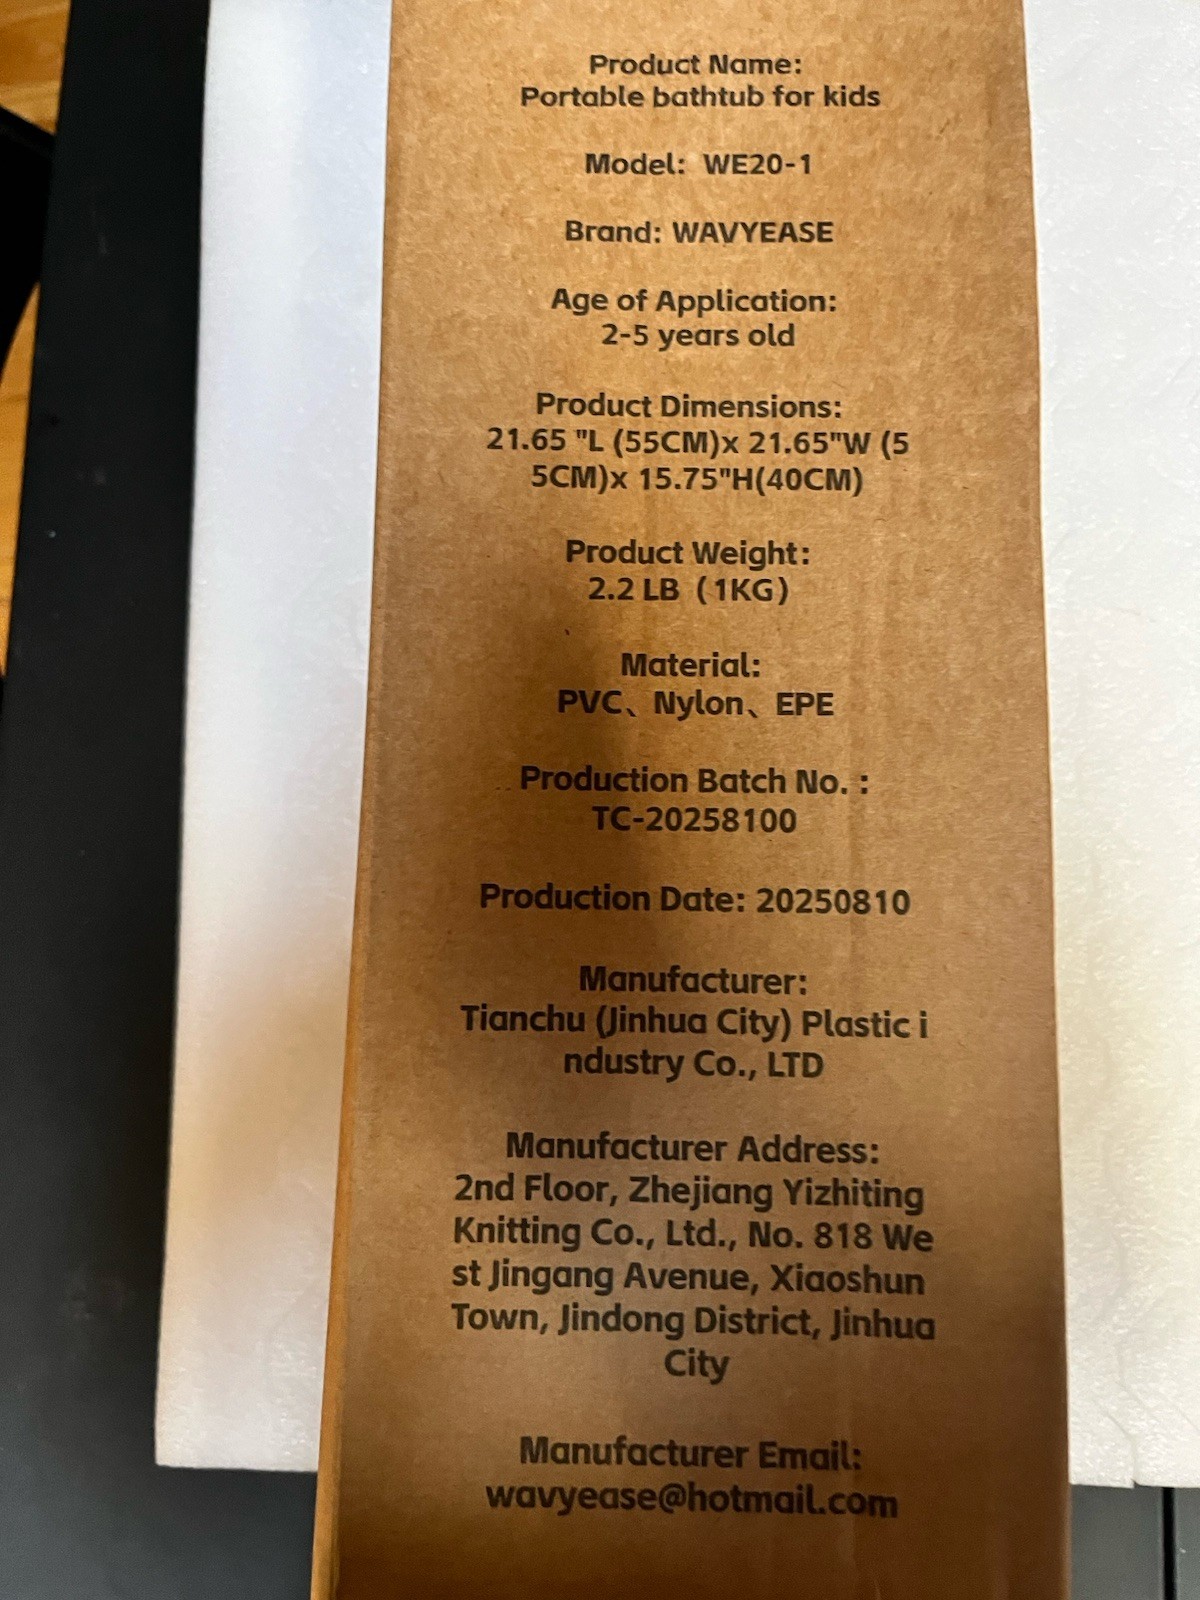 Product Name:
Portable bathtub for kids
Model: WE20-1
Brand: WAVYEASE
Age of Application:
2-5 years old
Product Dimensions:
21.65 "L (55CM)x 21.65"W (5
5CM)x 15.75"H(40CM)
Product Weight:
2.2 LB (1KG)
Material:
PVC、Nylon、EPE
Production Batch No. :
TC-20258100
Production Date: 20250810
Manufacturer:
Tianchu (Jinhua City) Plastic i
ndustry Co., LTD
Manufacturer Address:
2nd Floor, Zhejiang Yizhiting
Knitting Co., Ltd., No. 818 We
st Jingang Avenue, Xiaoshun
Town, Jindong District, Jinhua
City
Manufacturer Email:
wavyease@hotmail.com